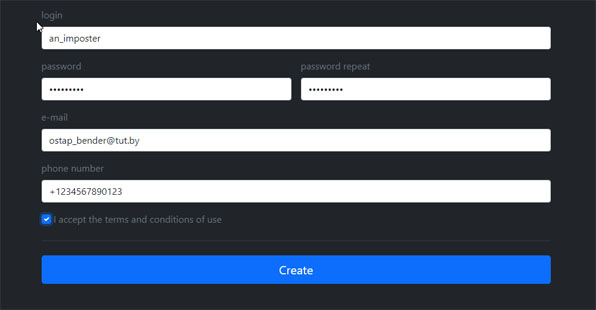 login
an_imposter
password password repeat
••••••••• •••••••••
e-mail
ostap_bender@tut.by
phone number
+1234567890123
I accept the terms and conditions of use
Create